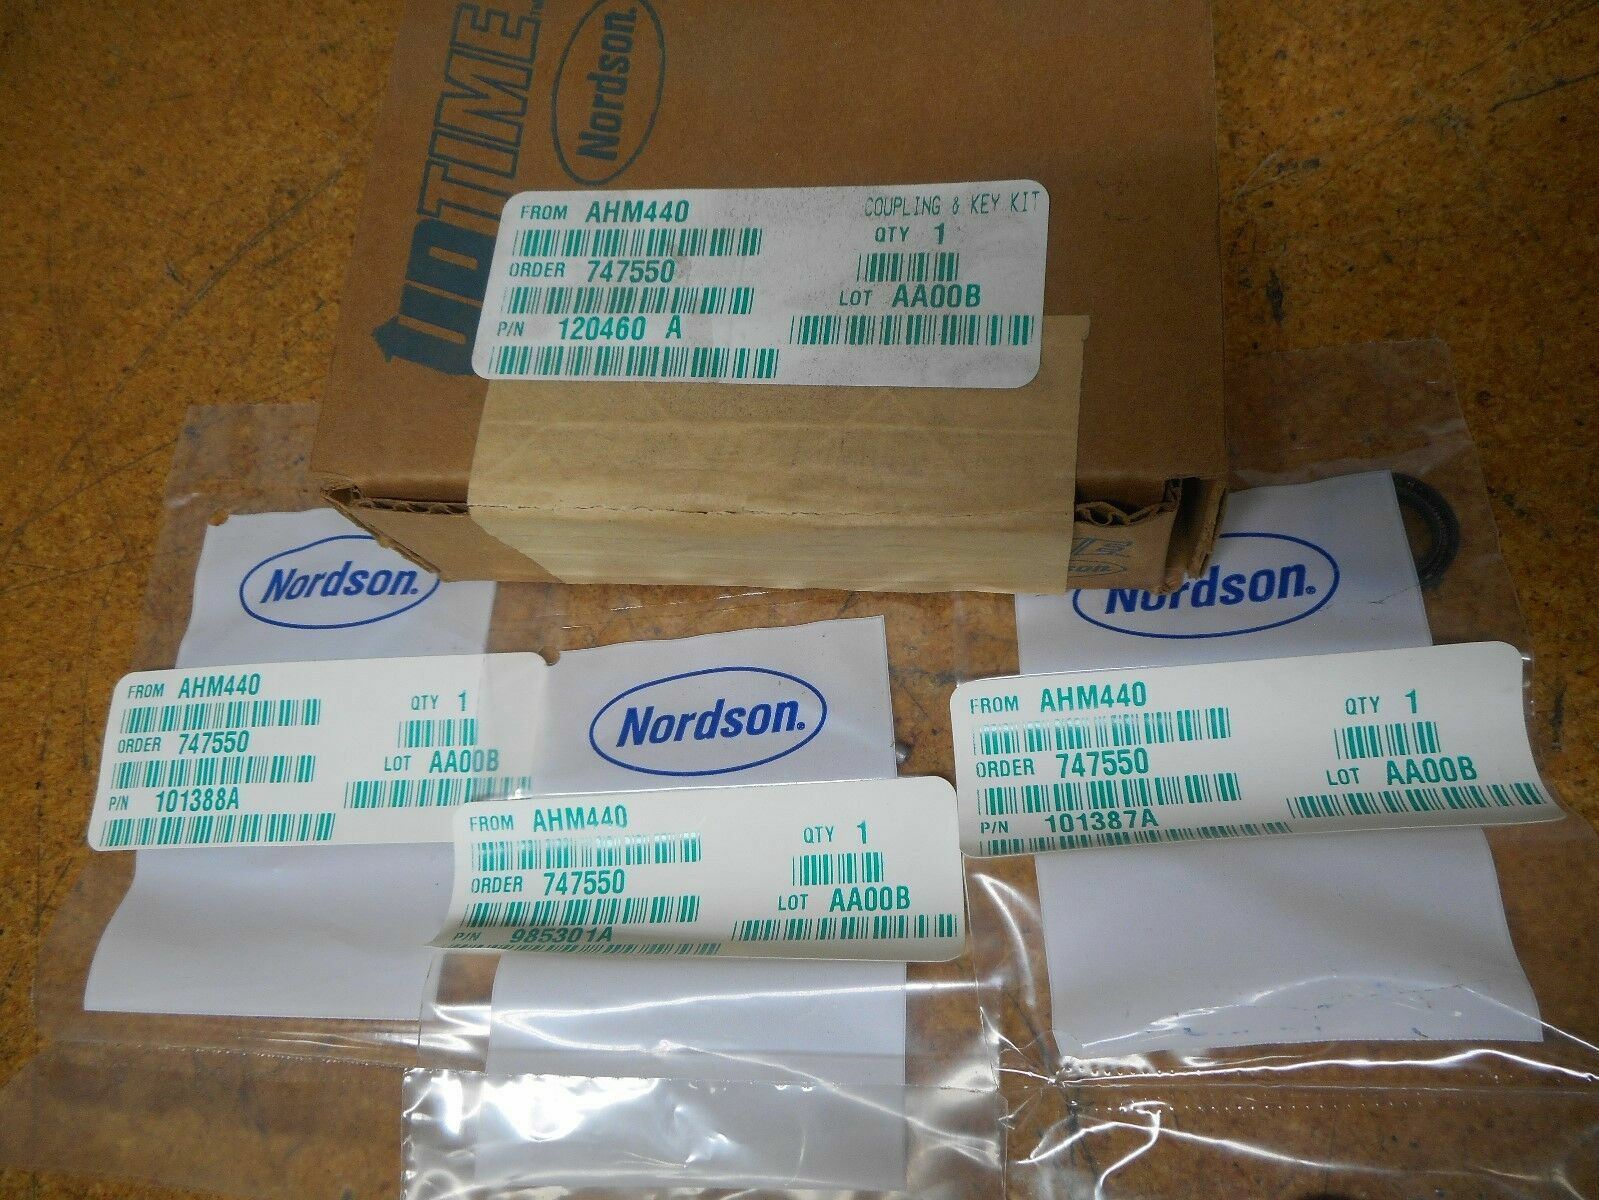 UPTIME™
Nordson.
FROM AHM440 COUPLING & KEY KIT
QTY 1
ORDER 747550
LOT AA00B
P/N 120460 A
Nordson.
FROM AHM440
QTY 1
ORDER 747550
LOT AA00B
P/N 101388A
Nordson.
FROM AHM440
QTY 1
ORDER 747550
LOT AA00B
P/N 985301A
Nordson.
FROM AHM440
QTY 1
ORDER 747550
LOT AA00B
P/N 101387A